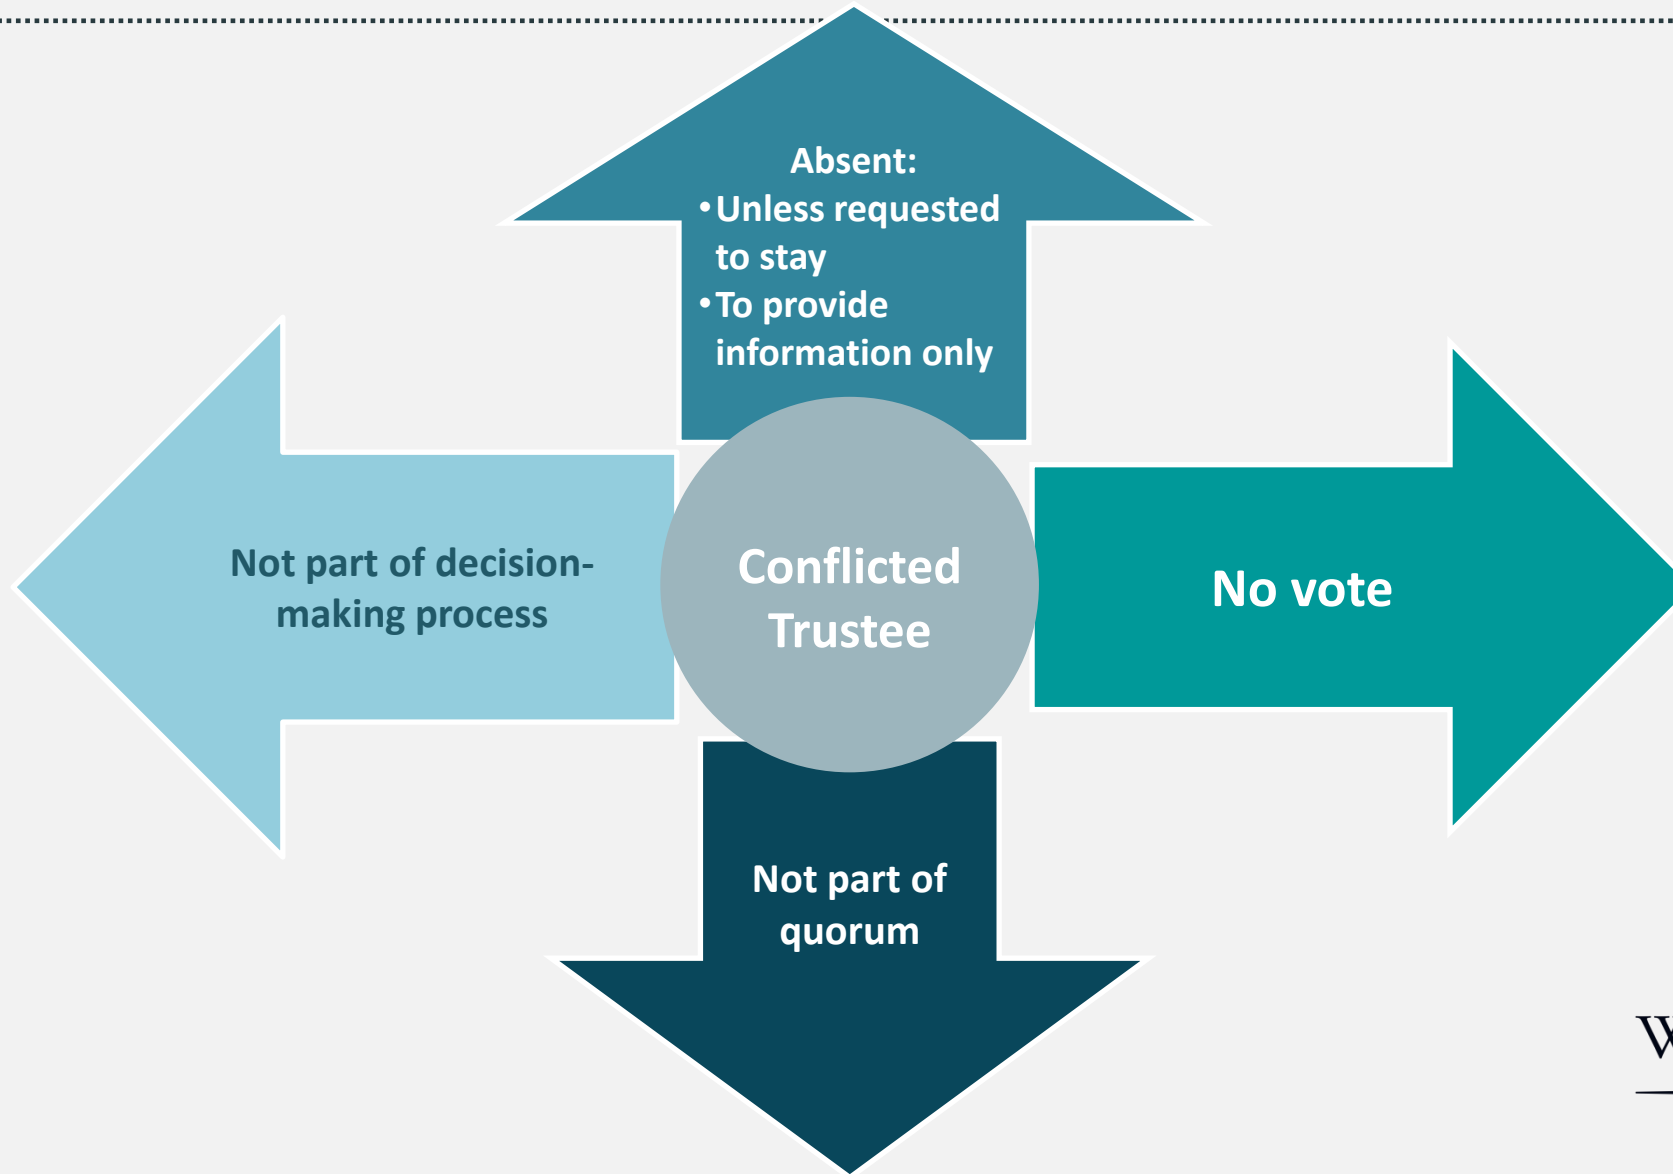 Absent:
•Unless requested
to stay
•To provide
information only
Not part of decision-
making process
Conflicted
Trustee
No vote
Not part of
quorum